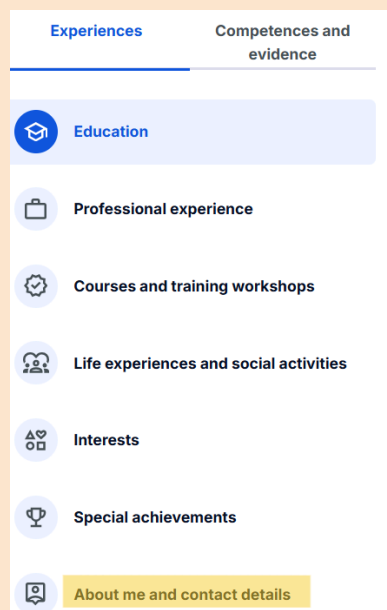 Experiences
Competences and
evidence
Education
Professional experience
Courses and training workshops
Life experiences and social activities
Interests
Special achievements
About me and contact details